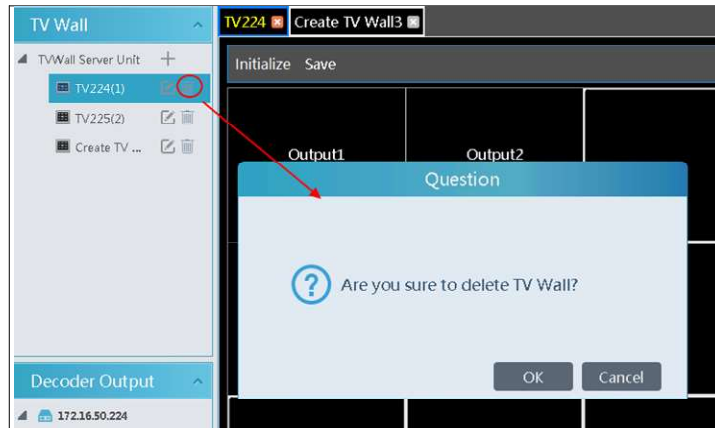 TV Wall
TV224 Create TV Wall3
TVWall Server Unit
Initialize Save
TV224(1)
TV225(2)
Create TV ...
Output1 Output2
Question
Are you sure to delete TV Wall?
OK Cancel
Decoder Output
172.16.50.224